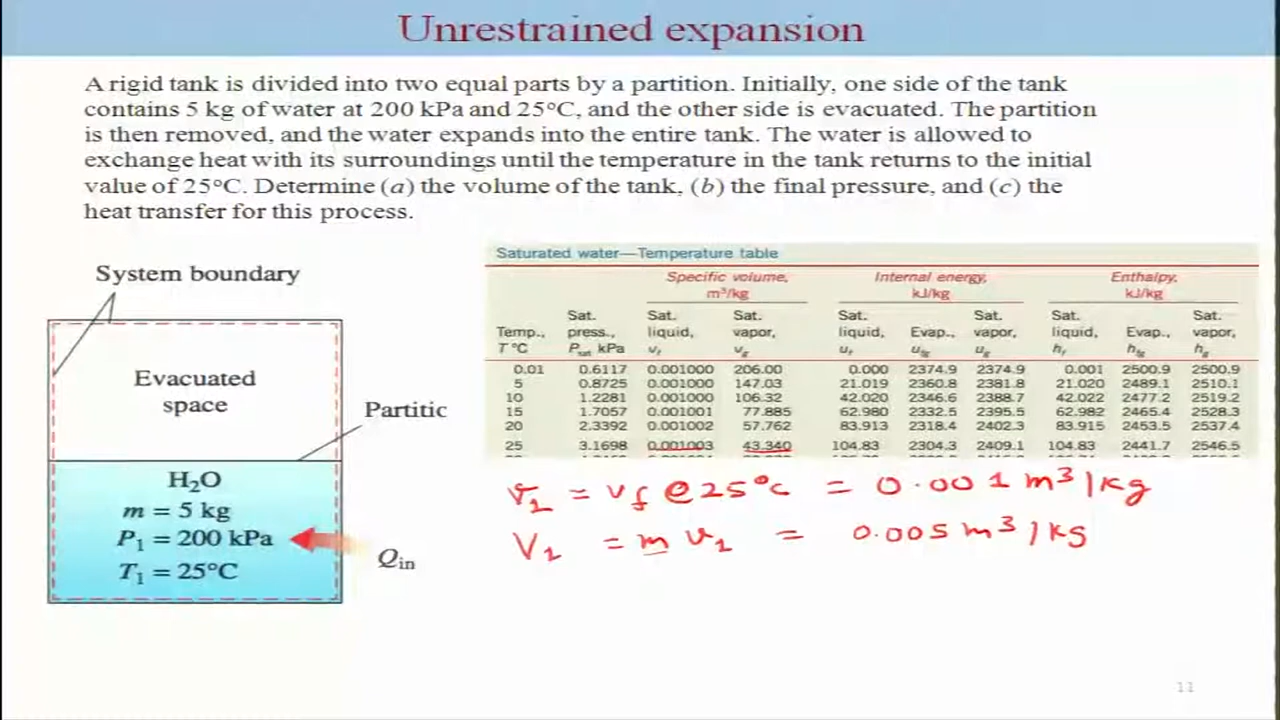 Unrestrained expansion
A rigid tank is divided into two equal parts by a partition. Initially, one side of the tank
contains 5 kg of water at 200 kPa and 25°C, and the other side is evacuated. The partition
is then removed, and the water expands into the entire tank. The water is allowed to
exchange heat with its surroundings until the temperature in the tank returns to the initial
value of 25°C. Determine (a) the volume of the tank, (b) the final pressure, and (c) the
heat transfer for this process.
System boundary
Evacuated
space
Partitic
H₂O
m = 5 kg
P₁ = 200 kPa
T₁ = 25°C
Qin
Saturated water—Temperature table
Specific volume, Internal energy, Enthalpy,
m³/kg kJ/kg kJ/kg
Sat. Sat. Sat. Sat. Sat. Sat. Sat.
Temp., press., liquid, vapor, liquid, Evap., vapor, liquid, Evap., vapor,
T °C Psat kPa vf vg uf ufg ug hf hfg hg
0.01 0.6117 0.001000 206.00 0.000 2374.9 2374.9 0.001 2500.9 2500.9
5 0.8725 0.001000 147.03 21.019 2360.8 2381.8 21.020 2489.1 2510.1
10 1.2281 0.001000 106.32 42.020 2346.6 2388.7 42.022 2477.2 2519.2
15 1.7057 0.001001 77.885 62.980 2332.5 2395.5 62.982 2465.4 2528.3
20 2.3392 0.001002 57.762 83.913 2318.4 2402.3 83.915 2453.5 2537.4
25 3.1698 0.001003 43.340 104.83 2304.3 2409.1 104.83 2441.7 2546.5
v₁ = vf @ 25°C = 0.001 m³/kg
V₁ = m v₁ = 0.005 m³/kg
11